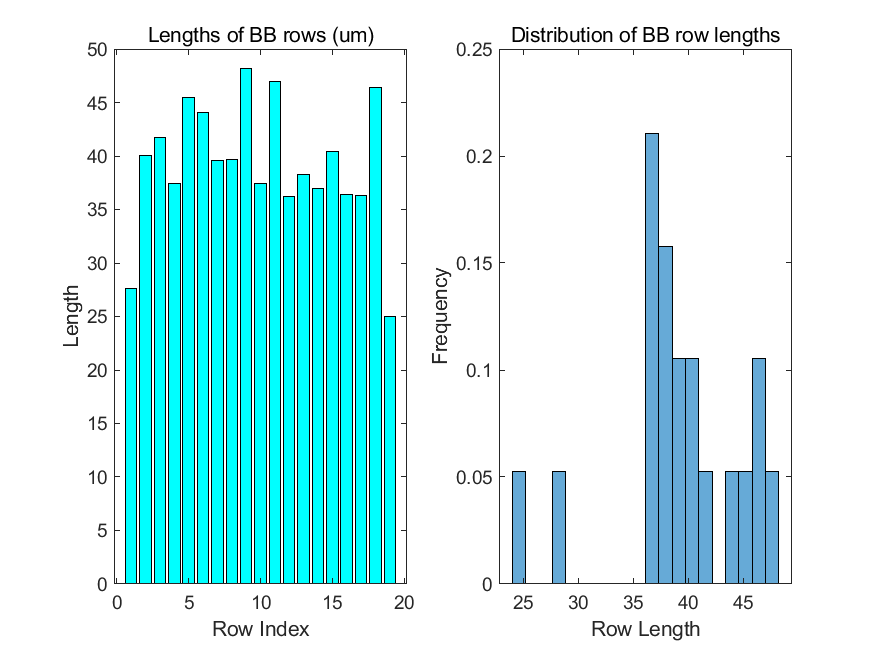 Lengths of BB rows (um)
50
45
40
35
30
25
20
15
10
5
0
Length
0 5 10 15 20
Row Index
Distribution of BB row lengths
0.25
0.2
0.15
0.1
0.05
0
Frequency
25 30 35 40 45
Row Length